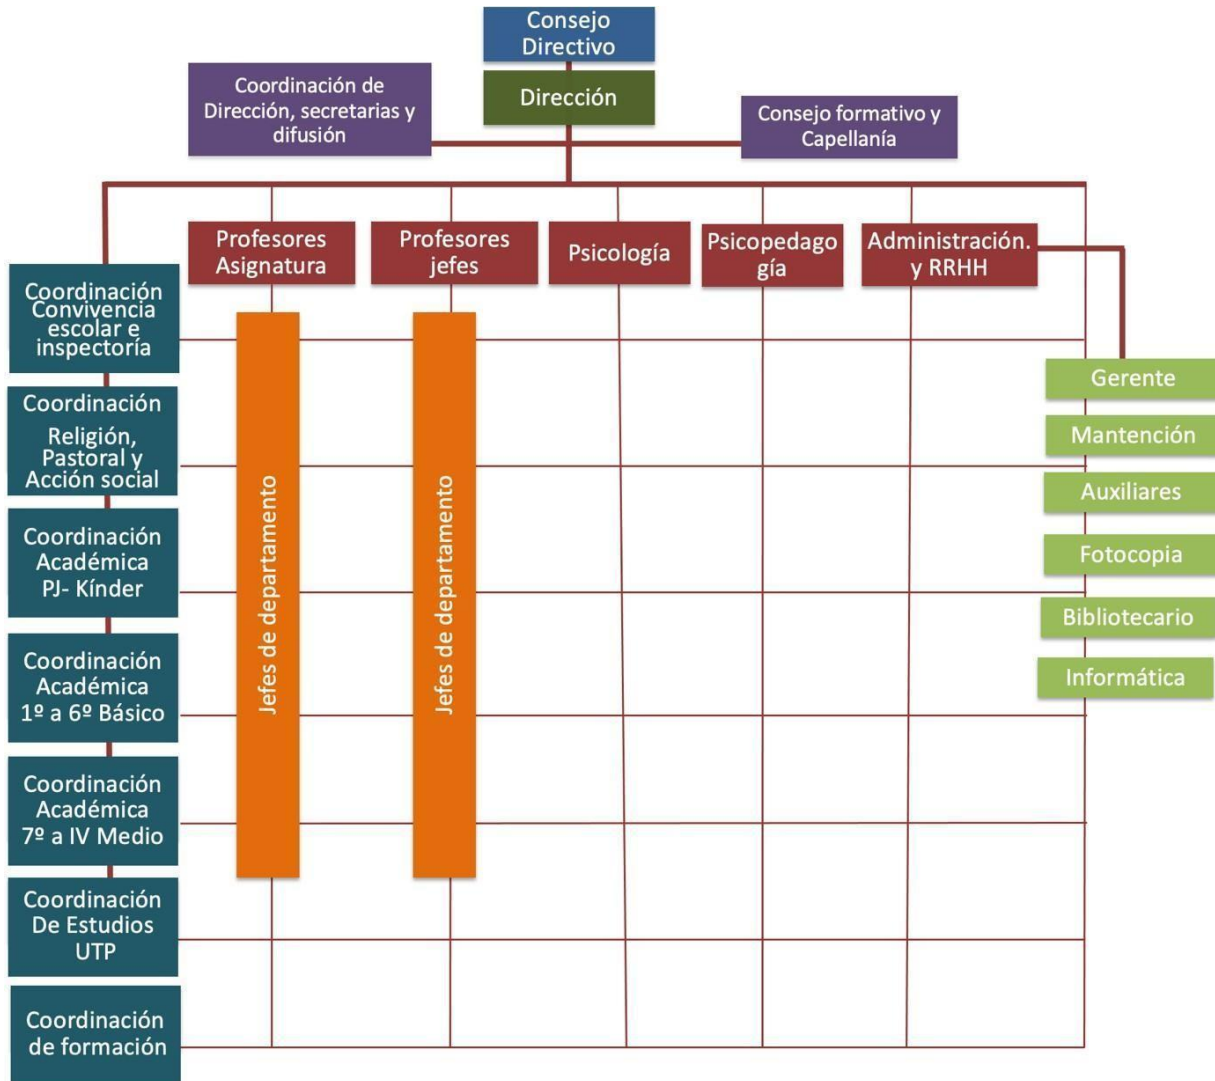 Consejo
Directivo
Coordinación de
Dirección, secretarias y
difusión
Dirección
Consejo formativo y
Capellanía
Profesores
Asignatura
Profesores
jefes
Psicología
Psicopedago
gía
Administración.
y RRHH
Coordinación
Convivencia
escolar e
inspectoría
Coordinación
Religión,
Pastoral y
Acción social
Coordinación
Académica
PJ- Kínder
Coordinación
Académica
1º a 6º Básico
Coordinación
Académica
7º a IV Medio
Coordinación
De Estudios
UTP
Coordinación
de formación
Jefes de departamento
Jefes de departamento
Gerente
Mantención
Auxiliares
Fotocopia
Bibliotecario
Informática